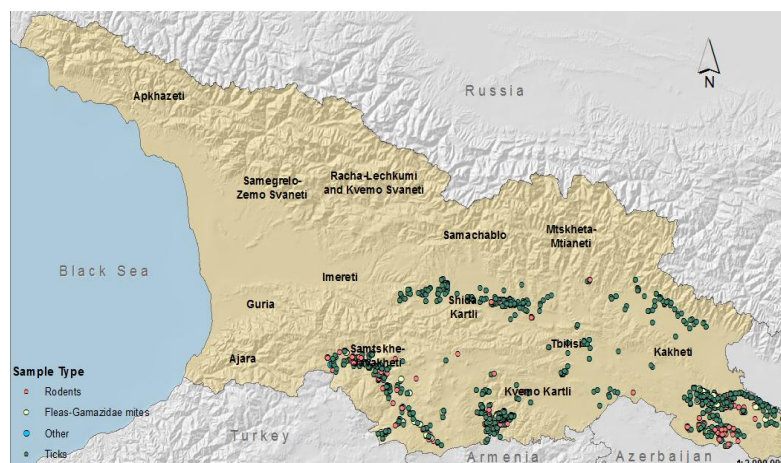 N
Russia
Apkhazeti
Samegrelo-
Zemo Svaneti
Racha-Lechkumi
and Kvemo Svaneti
Samachablo
Mtskheta-
Mtianeti
Black Sea
Imereti
Guria
Shida
Kartli
Ajara
Samtskhe-
Javakheti
Tbilisi
Kakheti
Kvemo Kartli
Sample Type
Rodents
Fleas-Gamazidae mites
Other
Ticks
Turkey
Armenia
Azerbaijan